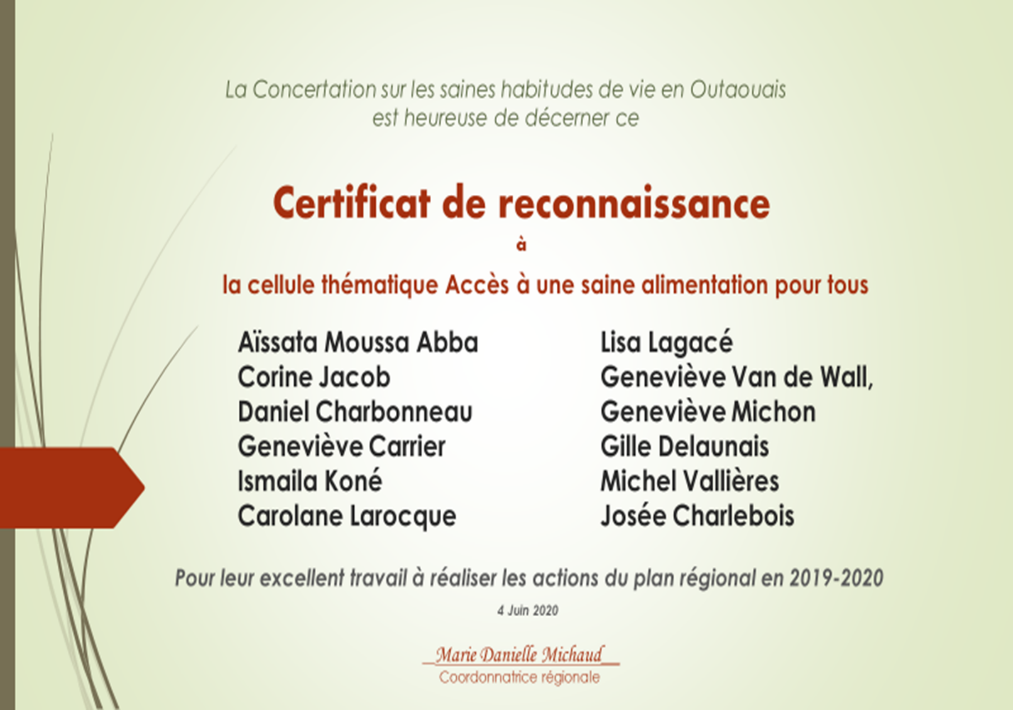 La Concertation sur les saines habitudes de vie en Outaouais
est heureuse de décerner ce
Certificat de reconnaissance
à
la cellule thématique Accès à une saine alimentation pour tous
Aïssata Moussa Abba
Corine Jacob
Daniel Charbonneau
Geneviève Carrier
Ismaila Koné
Carolane Larocque
Lisa Lagacé
Geneviève Van de Wall,
Geneviève Michon
Gille Delaunais
Michel Vallières
Josée Charlebois
Pour leur excellent travail à réaliser les actions du plan régional en 2019-2020
4 Juin 2020
__Marie Danielle Michaud__
Coordonnatrice régionale